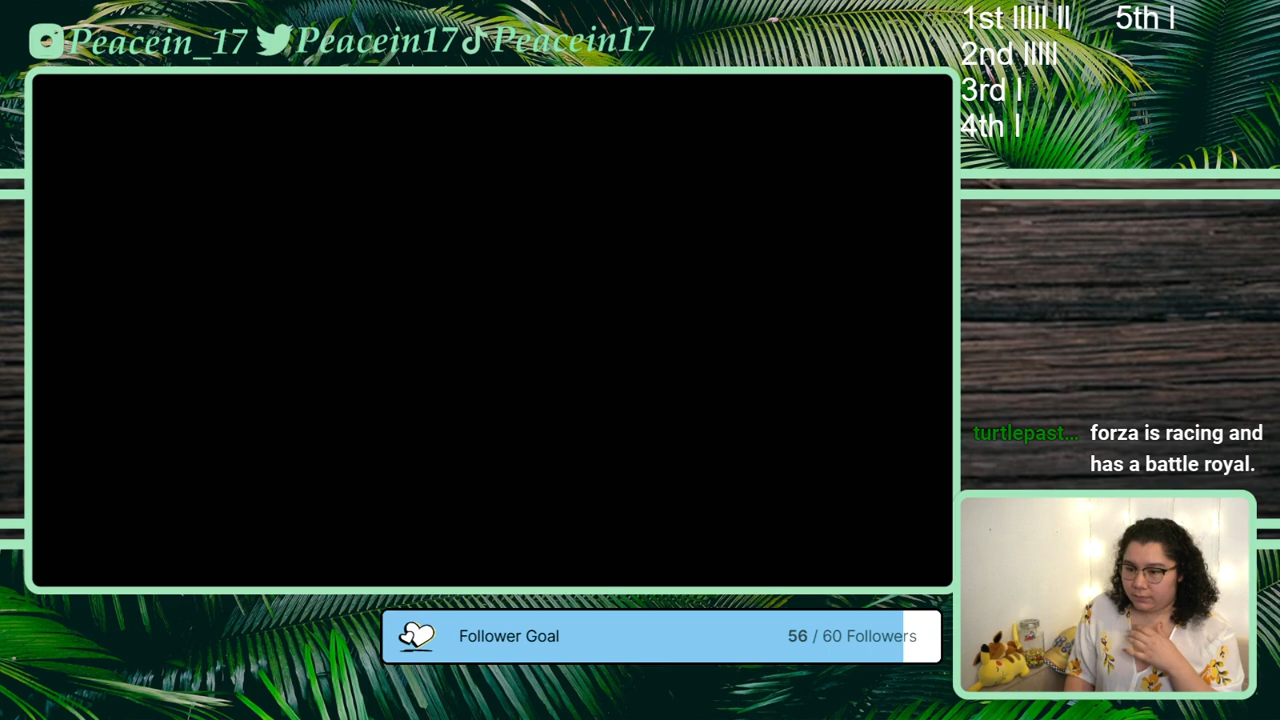 Peacein_17 Peacein17 Peacein17
1st IIIII II 5th I
2nd IIIII
3rd I
4th I
turtlepast... forza is racing and
has a battle royal.
Follower Goal 56 / 60 Followers